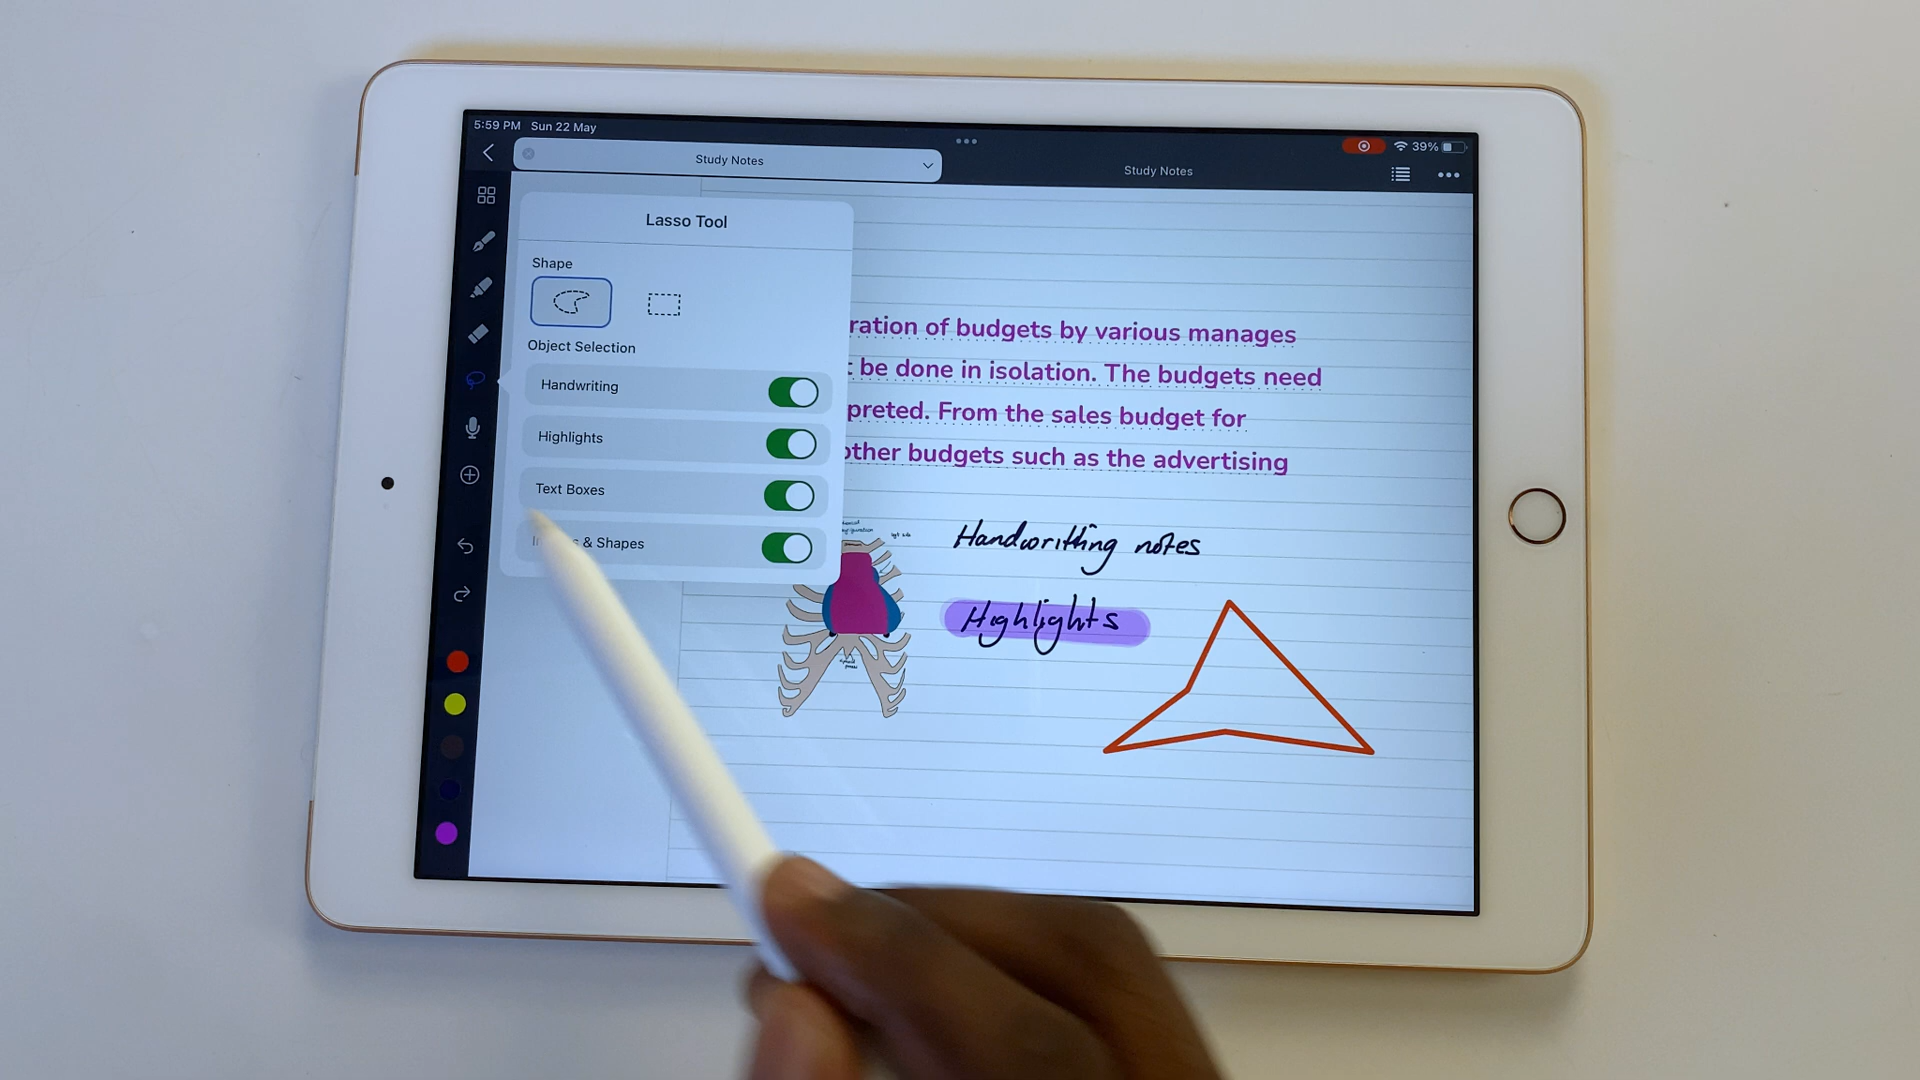 5:59 PM Sun 22 May
39%
Study Notes
Study Notes
Lasso Tool
Shape
Object Selection
Handwriting
Highlights
Text Boxes
& Shapes
ration of budgets by various manages
be done in isolation. The budgets need
preted. From the sales budget for
other budgets such as the advertising
Handwriting notes
Highlights